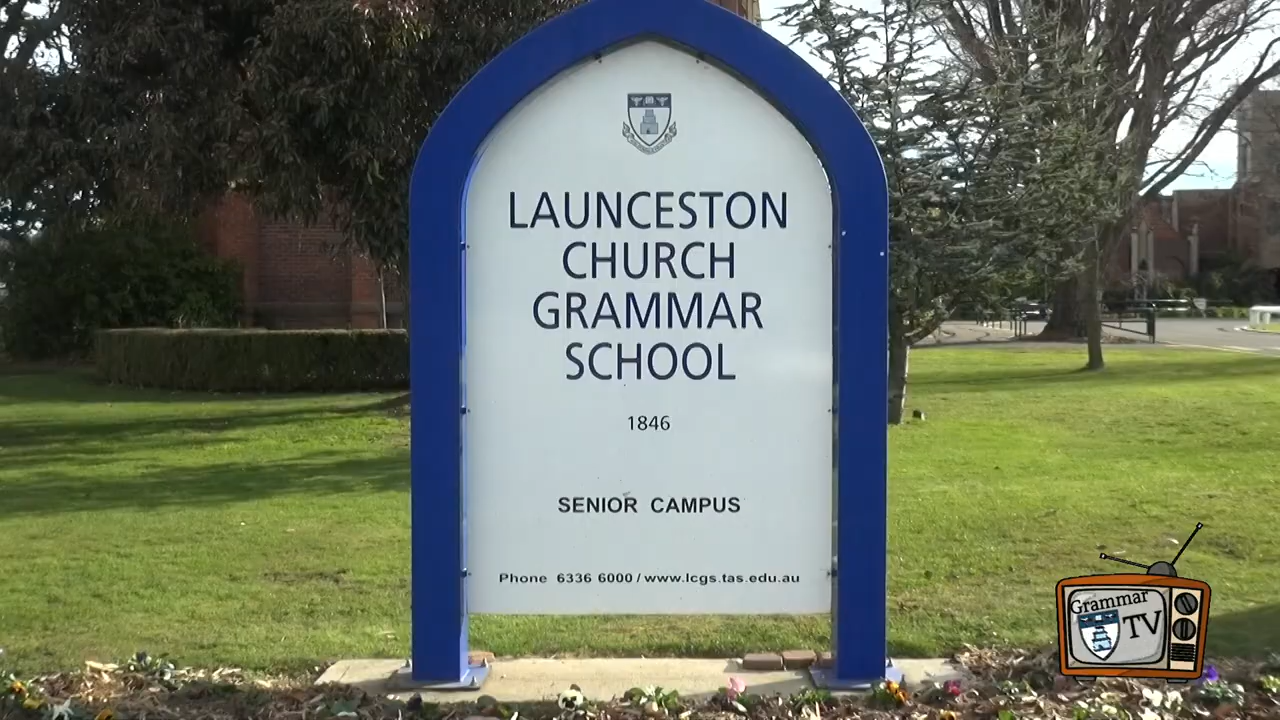 LAUNCESTON
CHURCH
GRAMMAR
SCHOOL
1846
SENIOR CAMPUS
Phone 6336 6000 / www.lcgs.tas.edu.au
Grammar
TV